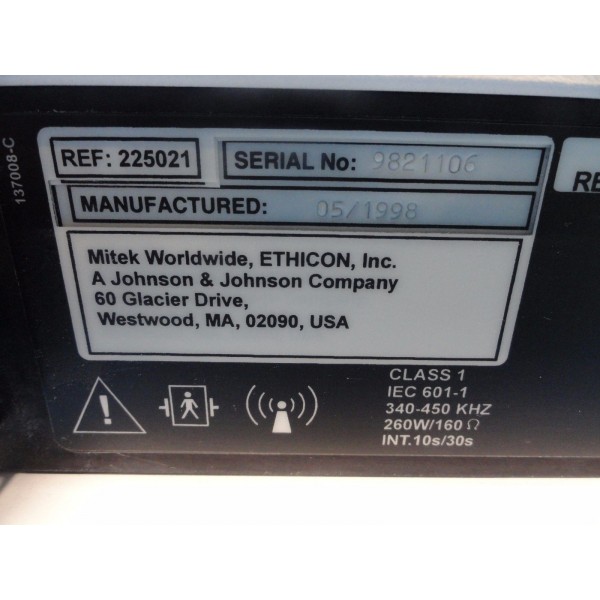 137008-C
REF: 225021
SERIAL No: 9821106
RE
MANUFACTURED: 05/1998
Mitek Worldwide, ETHICON, Inc.
A Johnson & Johnson Company
60 Glacier Drive,
Westwood, MA, 02090, USA
CLASS 1
IEC 601-1
340-450 KHZ
260W/160 Ω
INT.10s/30s